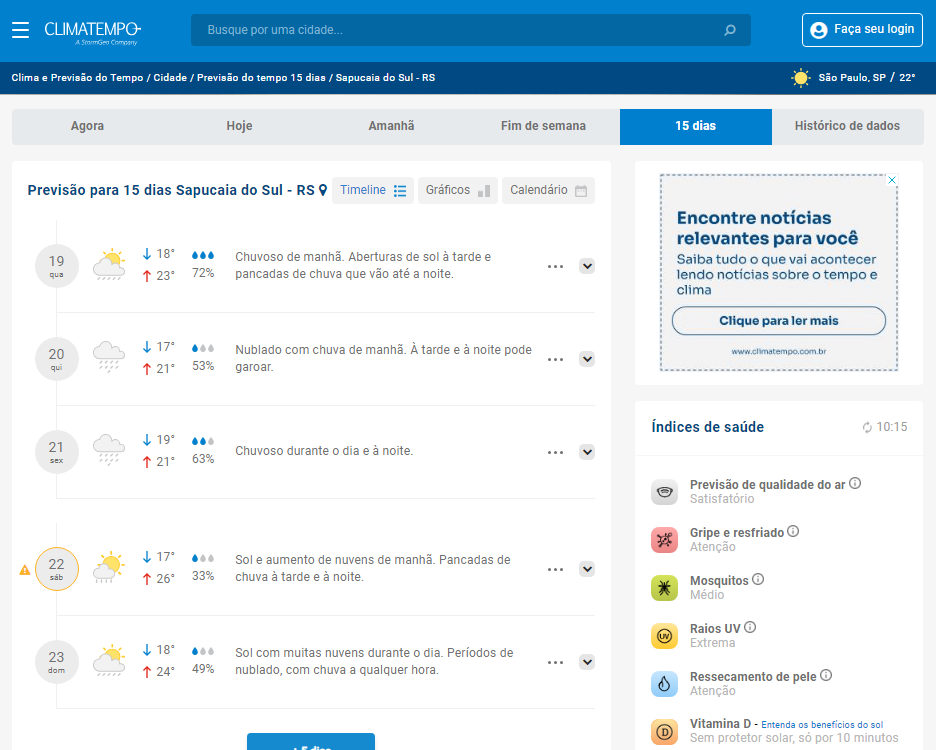 CLIMATEMPO
A StormGeo Company
Busque por uma cidade...
Faça seu login
Clima e Previsão do Tempo / Cidade / Previsão do tempo 15 dias / Sapucaia do Sul - RS
São Paulo, SP / 22°
Agora
Hoje
Amanhã
Fim de semana
15 dias
Histórico de dados
Previsão para 15 dias Sapucaia do Sul - RS
Timeline
Gráficos
Calendário
19
qua
18°
23°
72%
Chuvoso de manhã. Aberturas de sol à tarde e
pancadas de chuva que vão até a noite.
20
qui
17°
21°
53%
Nublado com chuva de manhã. À tarde e à noite pode
garoar.
21
sex
19°
21°
63%
Chuvoso durante o dia e à noite.
22
sáb
17°
26°
33%
Sol e aumento de nuvens de manhã. Pancadas de
chuva à tarde e à noite.
23
dom
18°
24°
49%
Sol com muitas nuvens durante o dia. Períodos de
nublado, com chuva a qualquer hora.
+ 5 dias
Encontre notícias
relevantes para você
Saiba tudo o que vai acontecer
lendo notícias sobre o tempo e
clima
Clique para ler mais
www.climatempo.com.br
Índices de saúde
10:15
Previsão de qualidade do ar
Satisfatório
Gripe e resfriado
Atenção
Mosquitos
Médio
UV
Raios UV
Extrema
Ressecamento de pele
Atenção
D
Vitamina D - Entenda os benefícios do sol
Sem protetor solar, só por 10 minutos